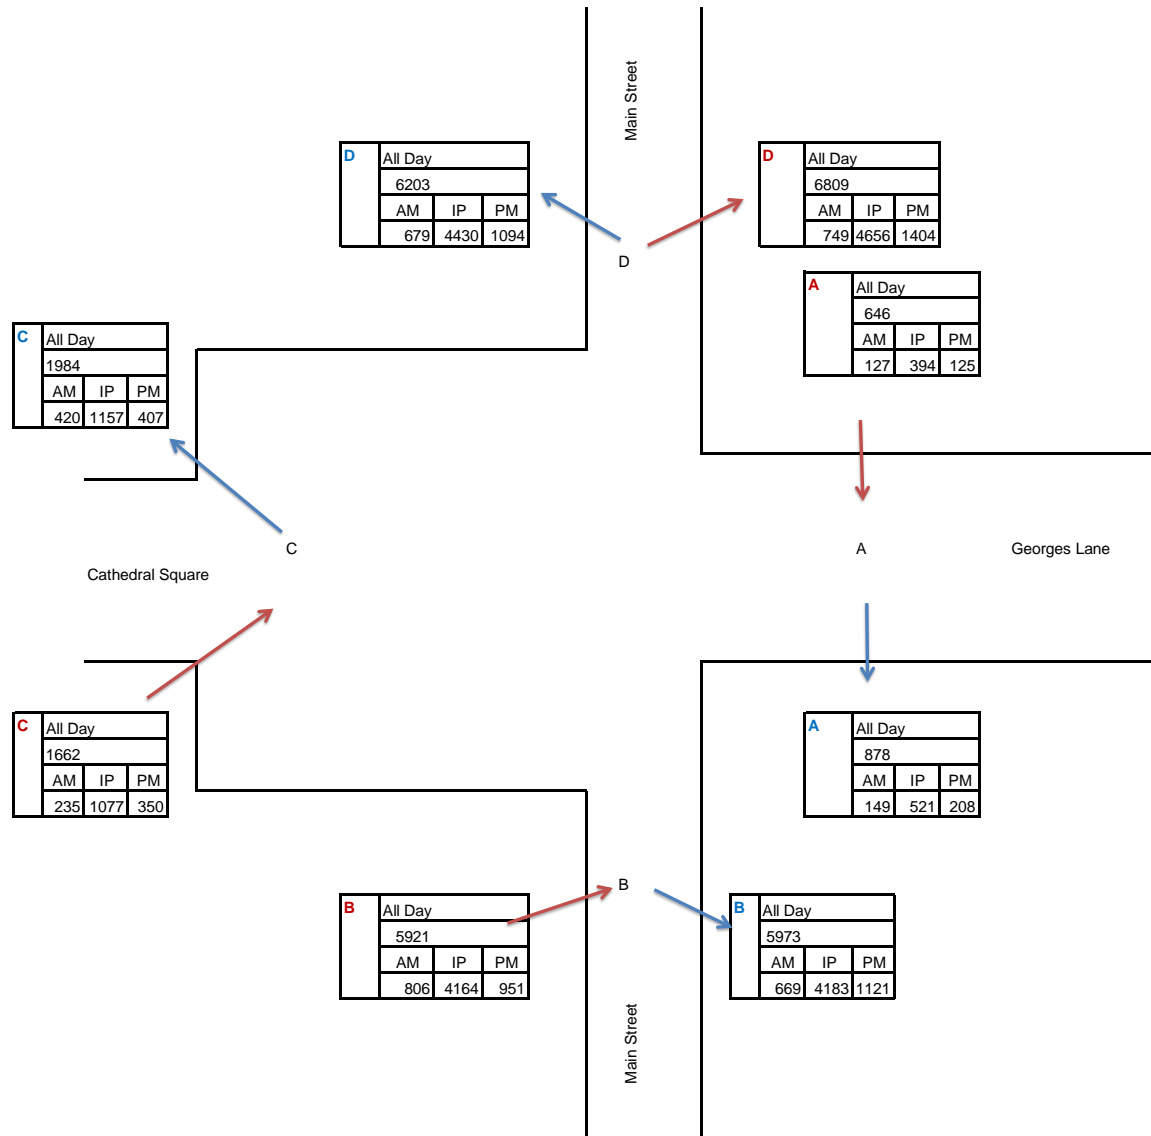 Main Street
D All Day
6203
AM IP PM
679 4430 1094
D All Day
6809
AM IP PM
749 4656 1404
D
A All Day
646
AM IP PM
127 394 125
C All Day
1984
AM IP PM
420 1157 407
C
A
Georges Lane
Cathedral Square
C All Day
1662
AM IP PM
235 1077 350
A All Day
878
AM IP PM
149 521 208
B
B All Day
5921
AM IP PM
806 4164 951
B All Day
5973
AM IP PM
669 4183 1121
Main Street